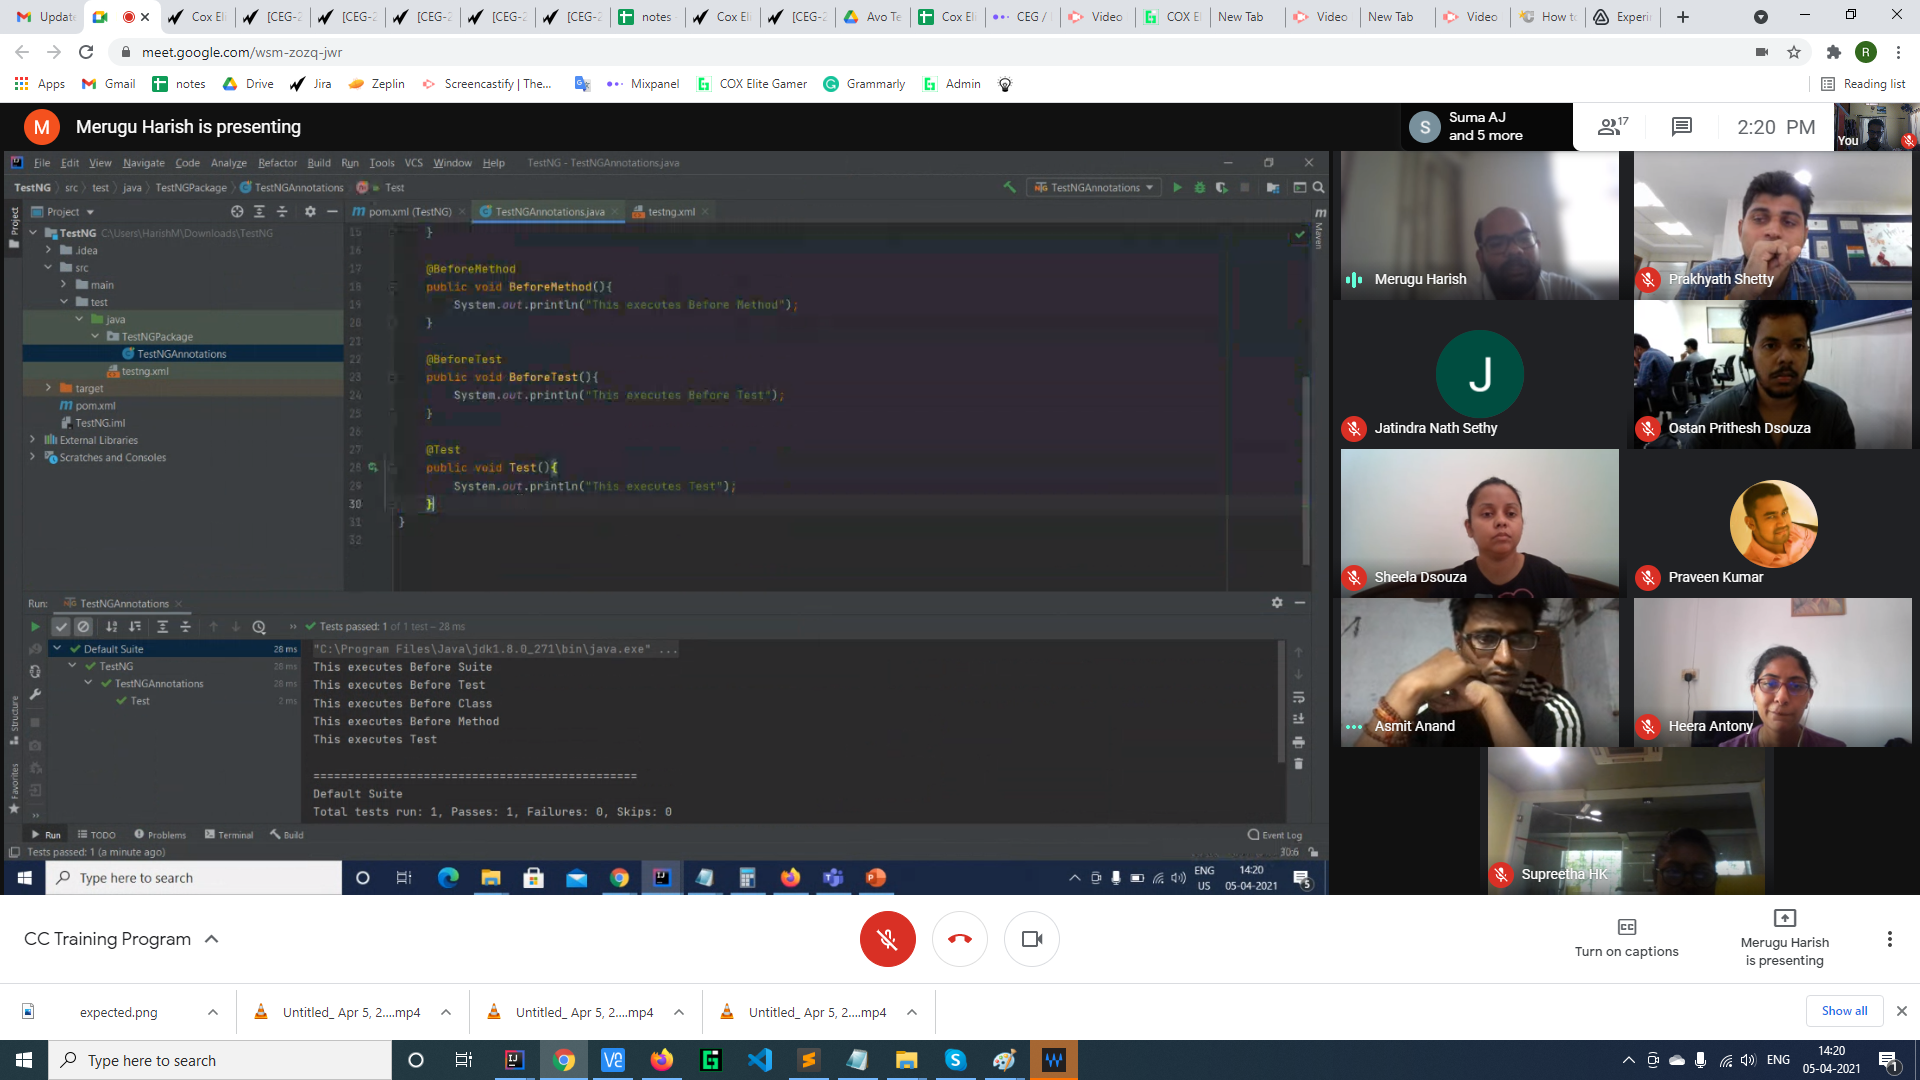 Update
Cox Eli
[CEG-2
[CEG-2
[CEG-2
[CEG-2
[CEG-2
notes -
Cox Eli
[CEG-2
Avo Te
Cox Eli
CEG /
Video
COX El
New Tab
Video
New Tab
Video
How to
Experi
meet.google.com/wsm-zozq-jwr
R
Apps
Gmail
notes
Drive
Jira
Zeplin
Screencastify | The...
Mixpanel
COX Elite Gamer
Grammarly
Admin
Reading list
M
Merugu Harish is presenting
S
Suma AJ
and 5 more
17
2:20 PM
You
File Edit View Navigate Code Analyze Refactor Build Run Tools VCS Window Help TestNG - TestNGAnnotations.java
TestNG src test java TestNGPackage TestNGAnnotations Test
TestNGAnnotations
Project
Project
pom.xml (TestNG)
TestNGAnnotations.java
testng.xml
Maven
TestNG C:\Users\HarishM\Downloads\TestNG
.idea
src
main
test
java
TestNGPackage
TestNGAnnotations
testng.xml
target
pom.xml
TestNG.iml
External Libraries
Scratches and Consoles
15 }
16
17 @BeforeMethod
18 public void BeforeMethod(){
19 System.out.println("This executes Before Method");
20 }
21
22 @BeforeTest
23 public void BeforeTest(){
24 System.out.println("This executes Before Test");
25 }
26
27 @Test
28 public void Test(){
29 System.out.println("This executes Test");
30 }
31 }
32
Run: TestNGAnnotations
Tests passed: 1 of 1 test – 28 ms
Default Suite 28 ms
TestNG 28 ms
TestNGAnnotations 28 ms
Test 2 ms
"C:\Program Files\Java\jdk1.8.0_271\bin\java.exe" ...
This executes Before Suite
This executes Before Test
This executes Before Class
This executes Before Method
This executes Test
===============================================
Default Suite
Total tests run: 1, Passes: 1, Failures: 0, Skips: 0
Structure
Favorites
Run TODO Problems Terminal Build
Event Log
Tests passed: 1 (a minute ago)
30:6
Type here to search
ENG
US
14:20
05-04-2021
5
Merugu Harish
Prakhyath Shetty
J
Jatindra Nath Sethy
Ostan Prithesh Dsouza
Sheela Dsouza
Praveen Kumar
Asmit Anand
Heera Antony
Supreetha HK
CC Training Program
Turn on captions
Merugu Harish
is presenting
expected.png
Untitled_ Apr 5, 2....mp4
Untitled_ Apr 5, 2....mp4
Untitled_ Apr 5, 2....mp4
Show all
Type here to search
ENG
14:20
05-04-2021
1